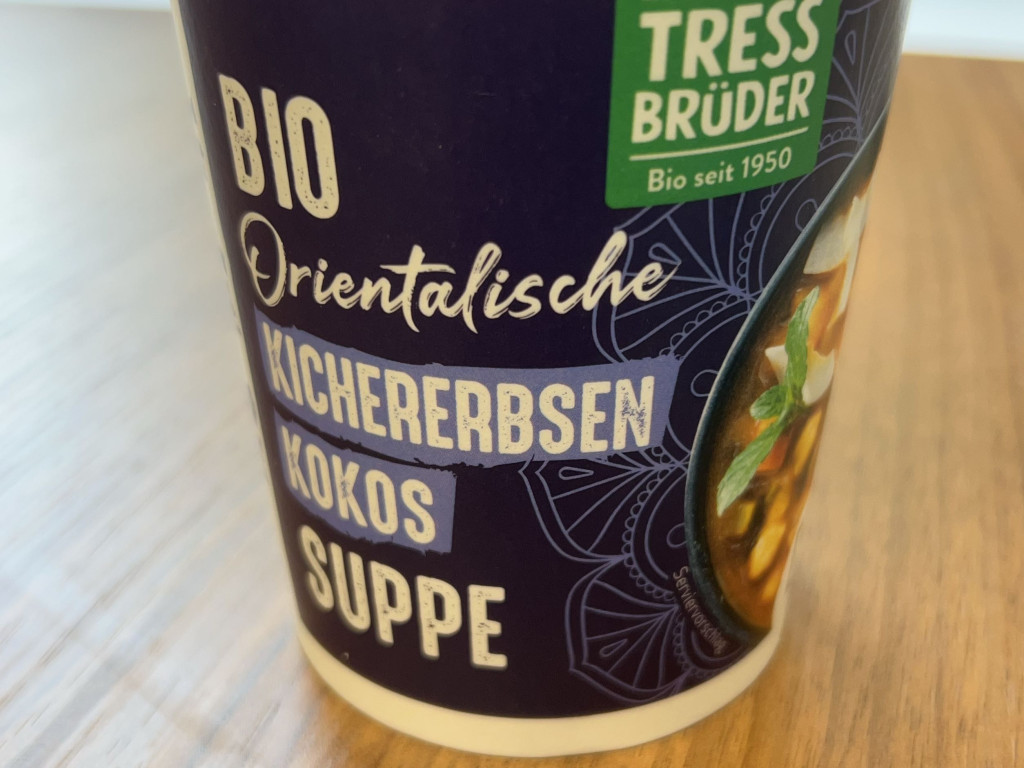 TRESS
BRÜDER
Bio seit 1950
BIO
Orientalische
KICHERERBSEN
KOKOS
SUPPE
Serviervorschlag